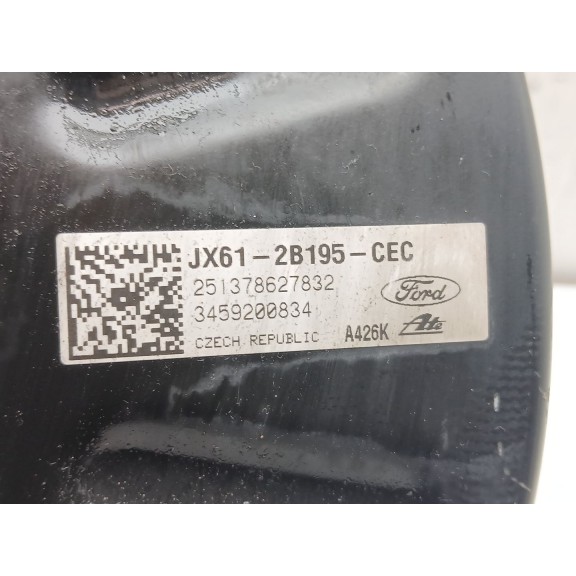 JX61-2B195-CEC
251378627832
Ford
3459200834
CZECH REPUBLIC A426K Ate